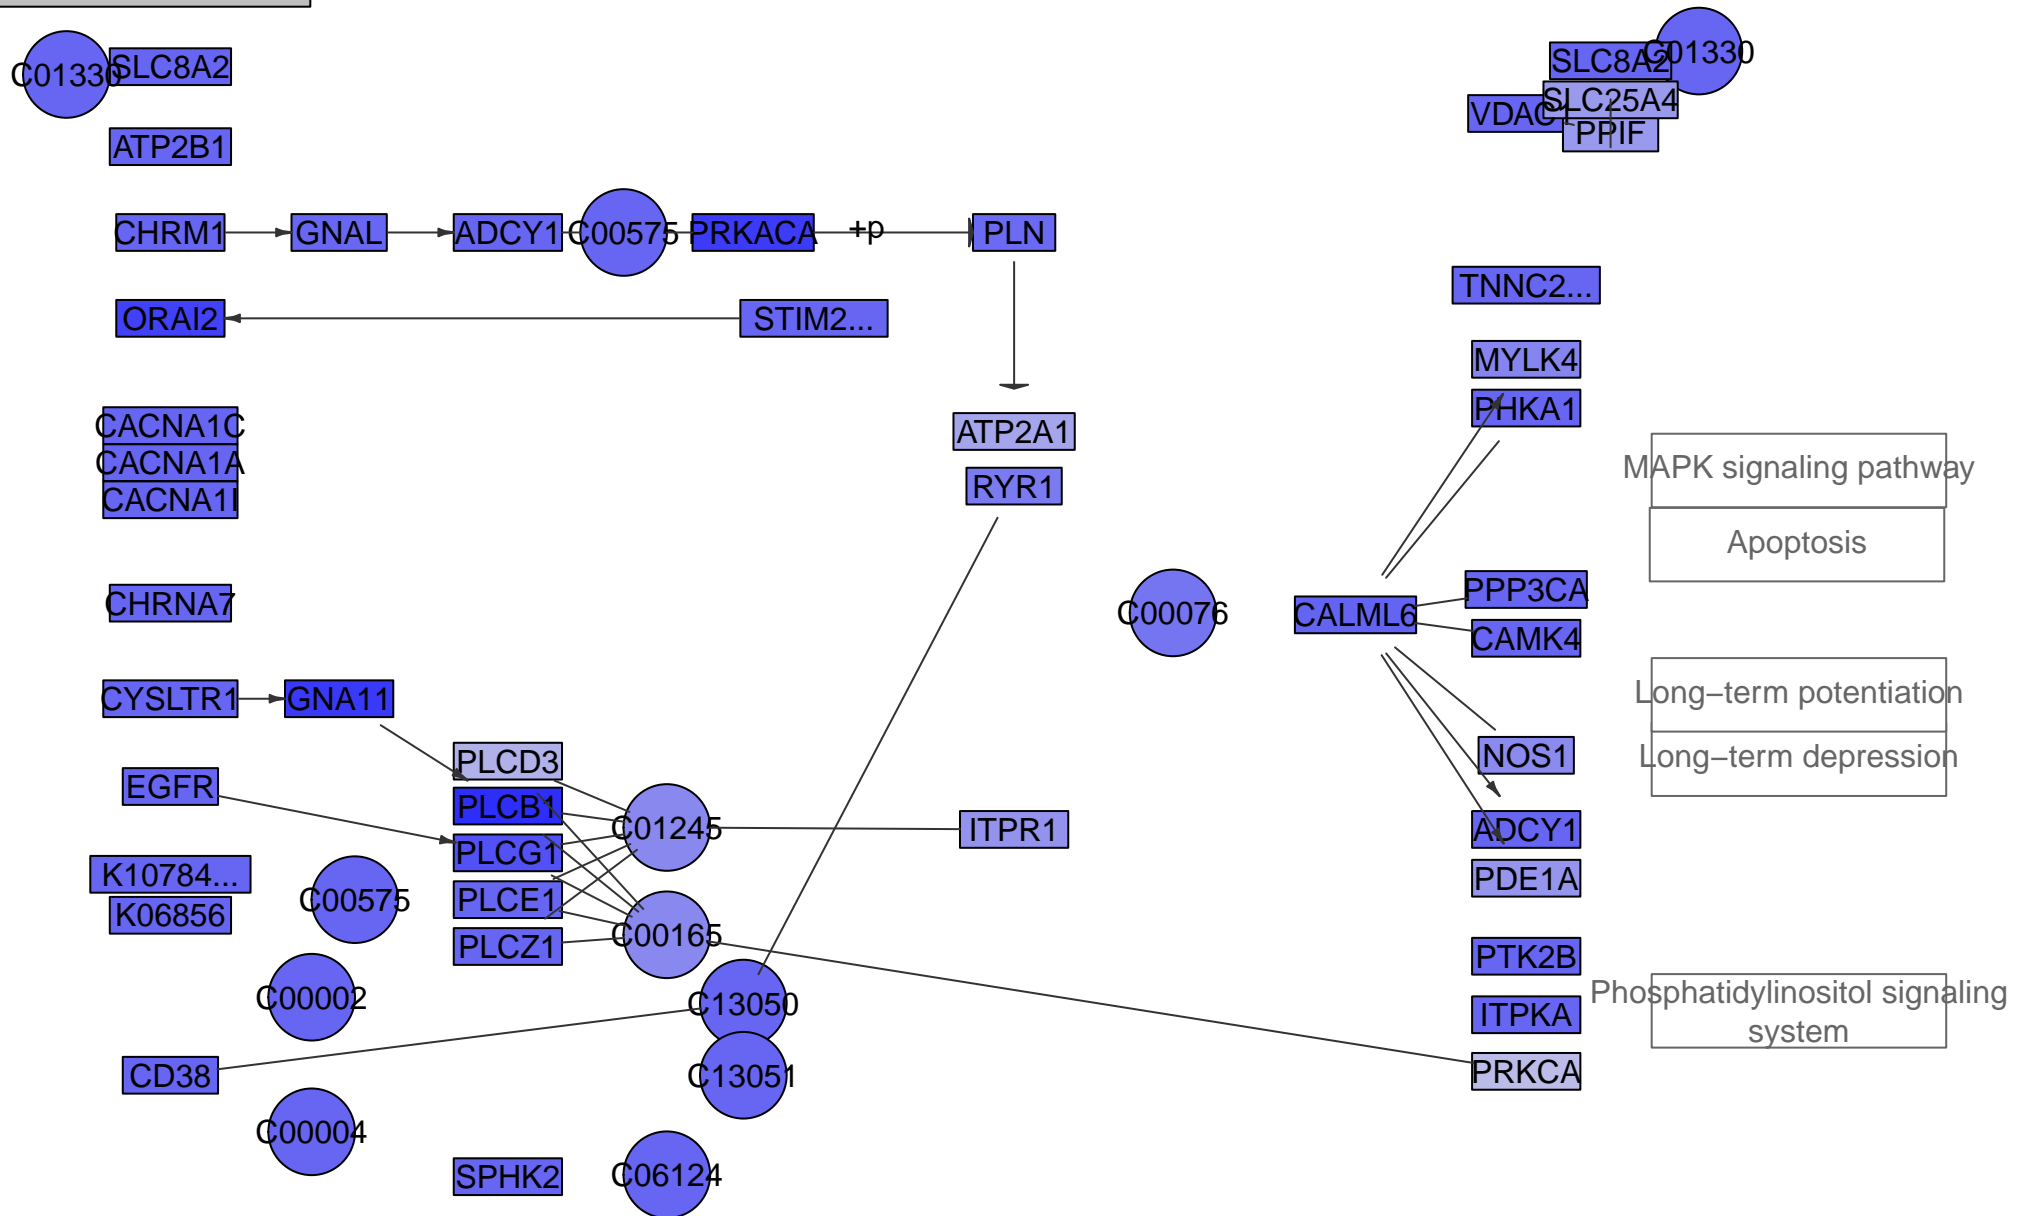 C01330
SLC8A2
SLC8A2
C01330
SLC25A4
VDAC1
PPIF
ATP2B1
CHRM1
GNAL
ADCY1
C00575
PRKACA
+p
PLN
TNNC2...
ORAI2
STIM2...
MYLK4
PHKA1
CACNA1C
CACNA1A
CACNA1I
ATP2A1
RYR1
MAPK signaling pathway
Apoptosis
CHRNA7
C00076
CALML6
PPP3CA
CAMK4
CYSLTR1
GNA11
Long–term potentiation
Long–term depression
PLCD3
EGFR
PLCB1
PLCG1
C01245
ITPR1
NOS1
ADCY1
PDE1A
K10784...
K06856
C00575
PLCE1
PLCZ1
C00165
PTK2B
C00002
C13050
ITPKA
Phosphatidylinositol signaling
system
CD38
C13051
PRKCA
C00004
SPHK2
C06124